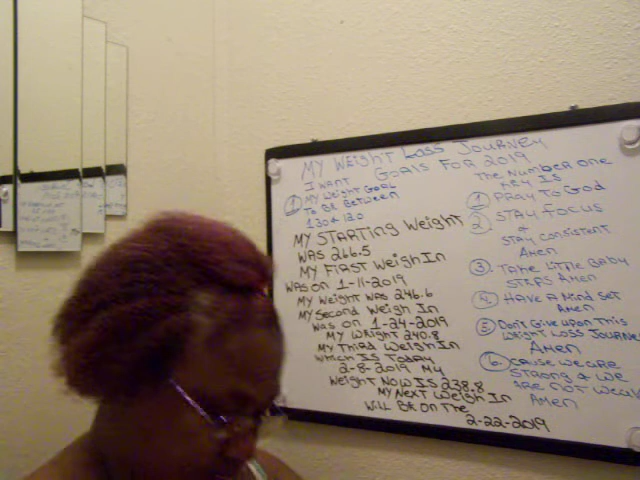 My Weight Loss Journey
Goals For 2019
I want
① My Weight Goal
To Be Between
130 & 120
My Starting Weight
was 266.5
My First Weigh In
was on 1-11-2019
My Weight was 246.6
My Second Weigh In
was on 1-24-2019
My Wright 240.8
My Third Weigh In
which Is Today
2-8-2019 My
Weight Now Is 238.8
My Next Weigh In
Will Be on The
2-22-2019
The Number one
Key Is
① Pray To God
② Stay Focus
&
Stay Consistent
Amen
③ Take Little Baby
Steps Amen
④ Have A Mind Set
Amen
⑤ Don't Give upon This
Weight Loss Journey
Amen
⑥ Cause we are
Strong & we
Are Not weak
Amen